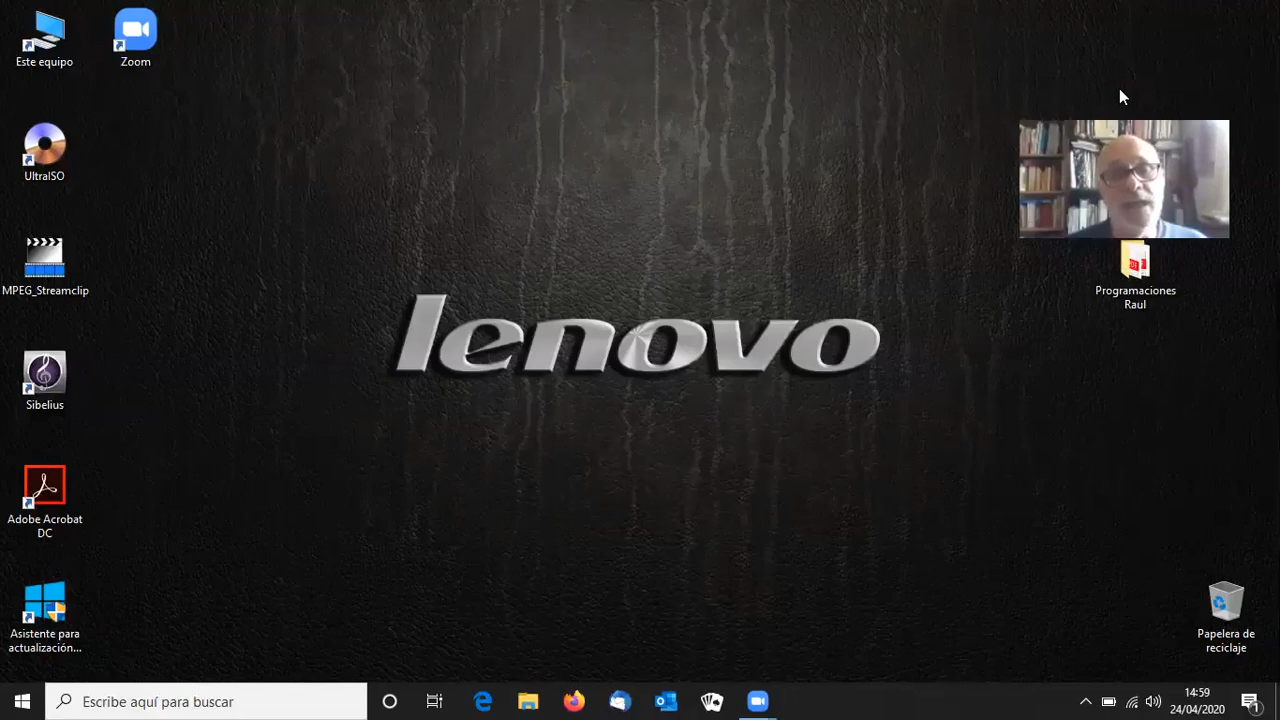 Este equipo
Zoom
UltraISO
MPEG_Streamclip
Sibelius
Adobe Acrobat
DC
Asistente para
actualización...
lenovo
Programaciones
Raul
Papelera de
reciclaje
Escribe aquí para buscar
14:59
24/04/2020
1